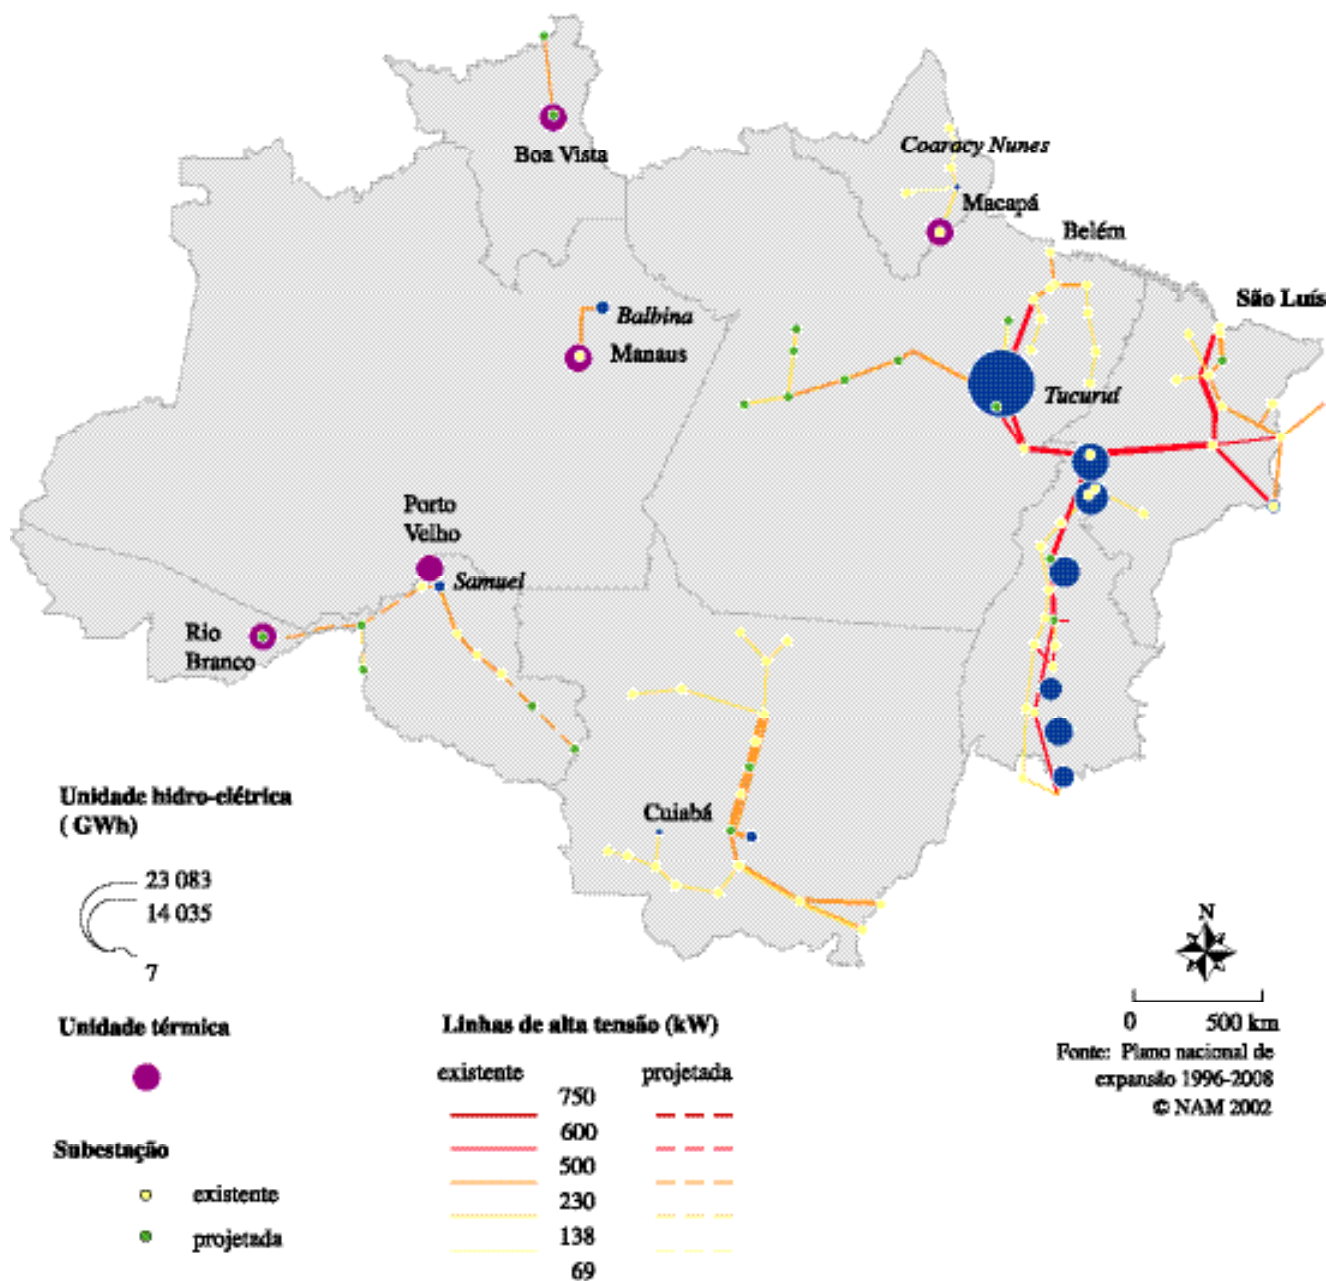 Boa Vista
Coaracy Nunes
Macapá
Belém
São Luís
Balbina
Manaus
Tucuruí
Porto
Velho
Samuel
Rio
Branco
Cuiabá
Unidade hidro-elétrica
( GWh)
23 083
14 035
7
Unidade térmica
Subestação
existente
projetada
Linhas de alta tensão (kW)
existente projetada
750
600
500
230
138
69
N
0 500 km
Fonte: Plano nacional de
expansão 1996-2008
© NAM 2002